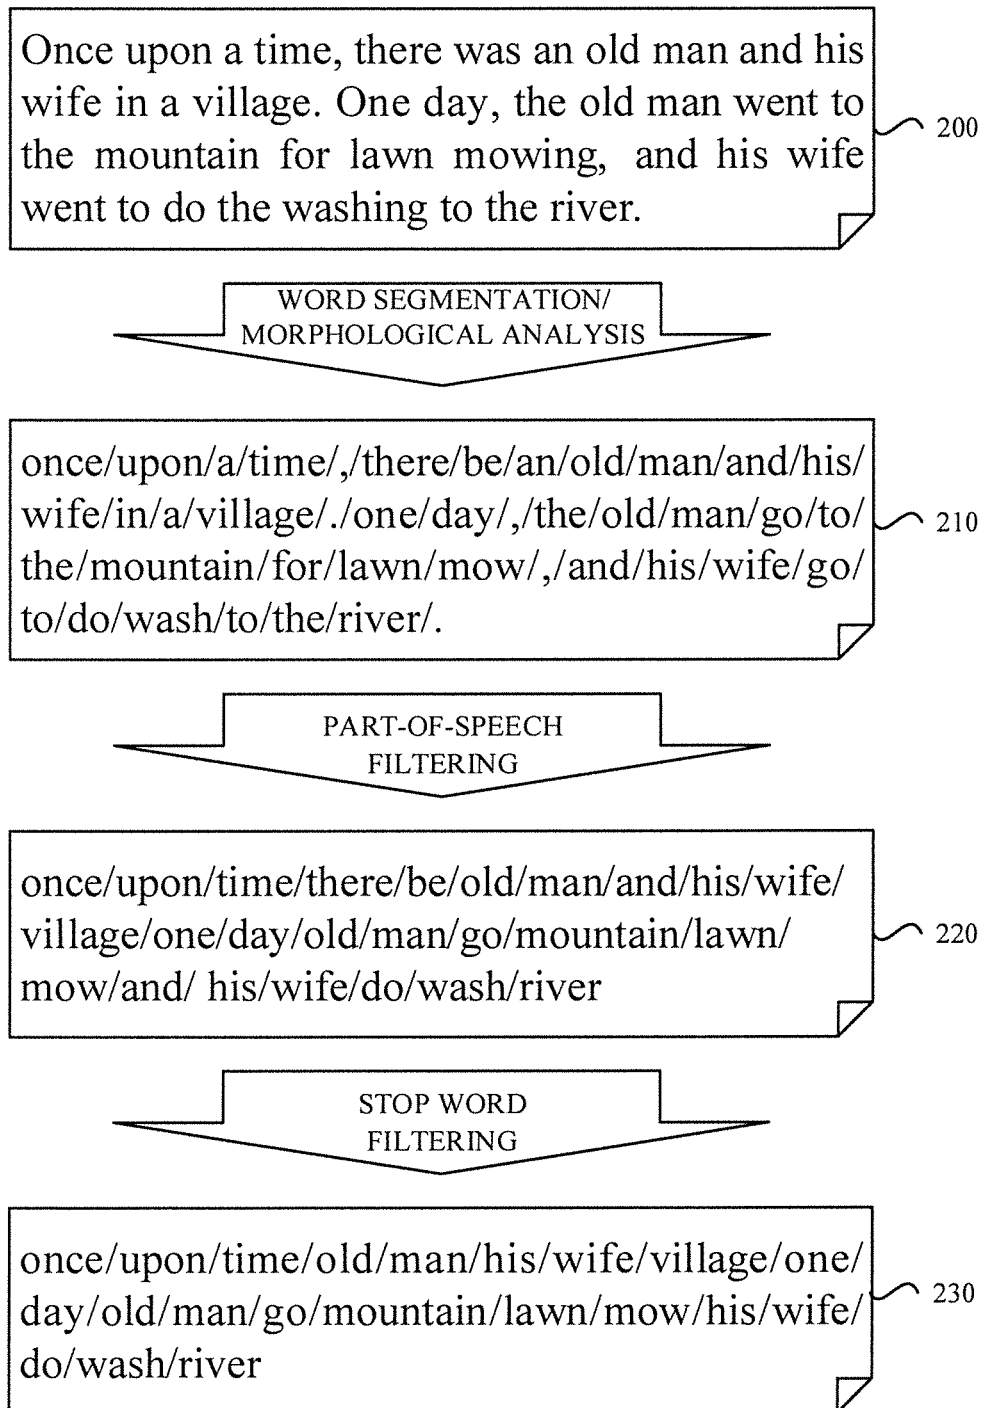 Once upon a time, there was an old man and his
wife in a village. One day, the old man went to
the mountain for lawn mowing, and his wife
went to do the washing to the river.
200
WORD SEGMENTATION/
MORPHOLOGICAL ANALYSIS
once/upon/a/time/,/there/be/an/old/man/and/his/
wife/in/a/village/./one/day/,/the/old/man/go/to/
the/mountain/for/lawn/mow/,/and/his/wife/go/
to/do/wash/to/the/river/.
210
PART-OF-SPEECH
FILTERING
once/upon/time/there/be/old/man/and/his/wife/
village/one/day/old/man/go/mountain/lawn/
mow/and/ his/wife/do/wash/river
220
STOP WORD
FILTERING
once/upon/time/old/man/his/wife/village/one/
day/old/man/go/mountain/lawn/mow/his/wife/
do/wash/river
230